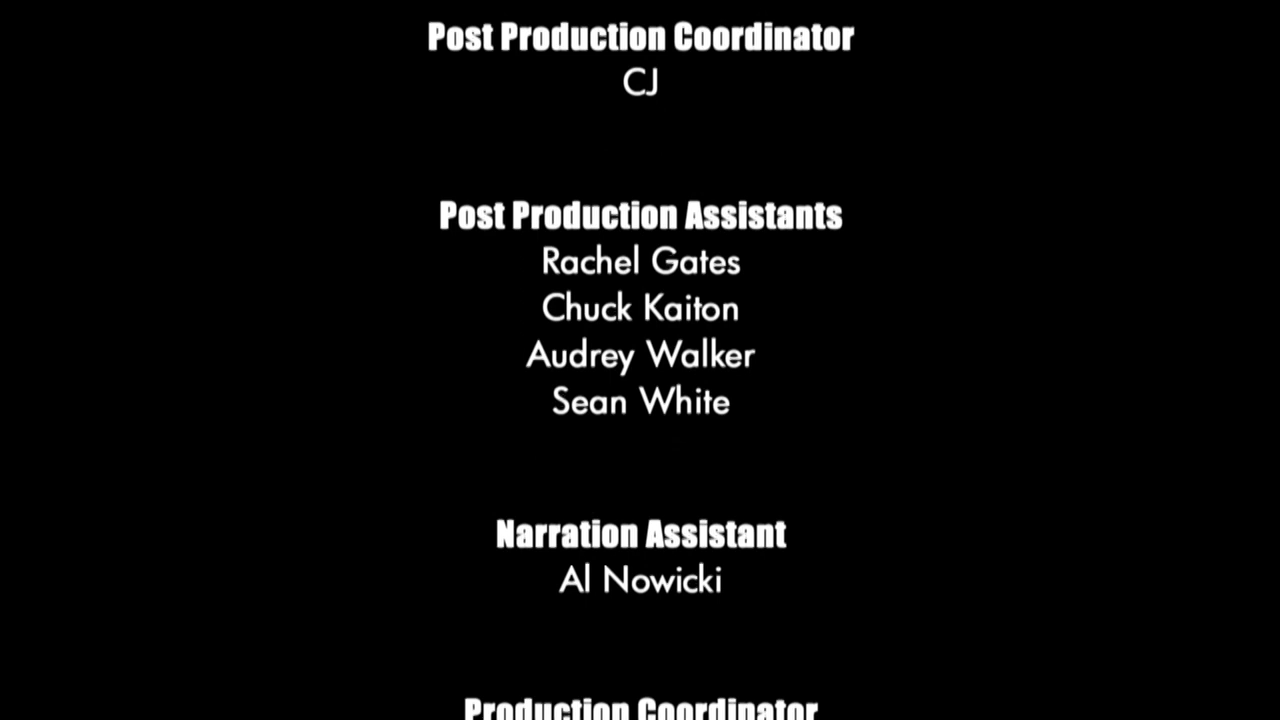 Post Production Coordinator
CJ
Post Production Assistants
Rachel Gates
Chuck Kaiton
Audrey Walker
Sean White
Narration Assistant
Al Nowicki
Production Coordinator